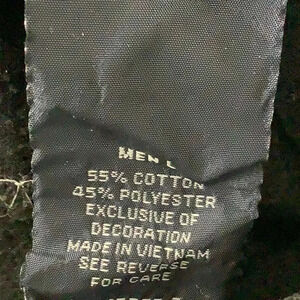 MEN L
55% COTTON
45% POLYESTER
EXCLUSIVE OF
DECORATION
MADE IN VIETNAM
SEE REVERSE
FOR CARE